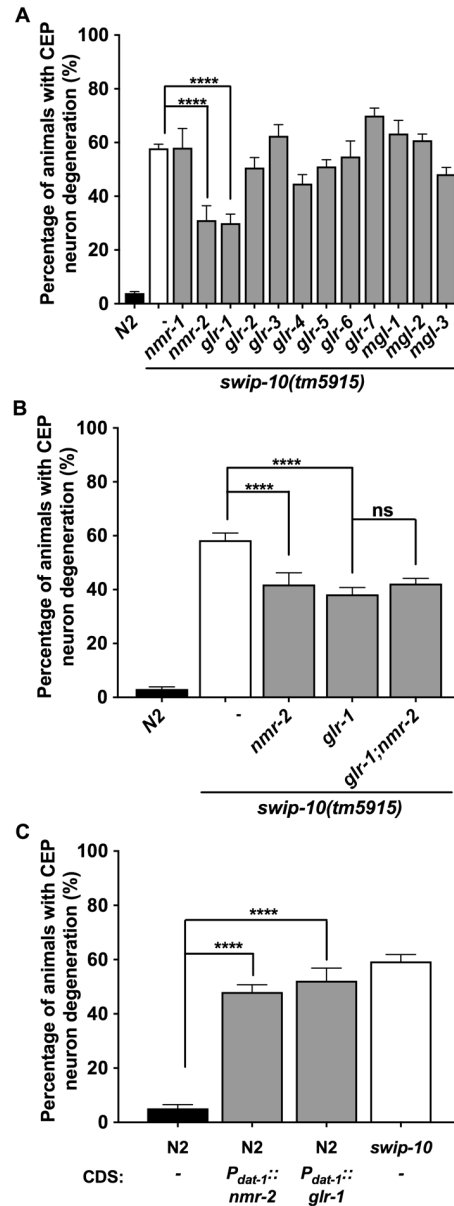 A
Percentage of animals with CEP
neuron degeneration (%)
100
80
60
40
20
0
****
****
N2
-
nmr-1
nmr-2
glr-1
glr-2
glr-3
glr-4
glr-5
glr-6
glr-7
mgl-1
mgl-2
mgl-3
swip-10(tm5915)
B
Percentage of animals with CEP
neuron degeneration (%)
100
80
60
40
20
0
****
****
ns
N2
-
nmr-2
glr-1
glr-1;nmr-2
swip-10(tm5915)
C
Percentage of animals with CEP
neuron degeneration (%)
100
80
60
40
20
0
****
****
N2 N2 N2 swip-10
CDS: - Pdat-1:: Pdat-1:: -
nmr-2 glr-1